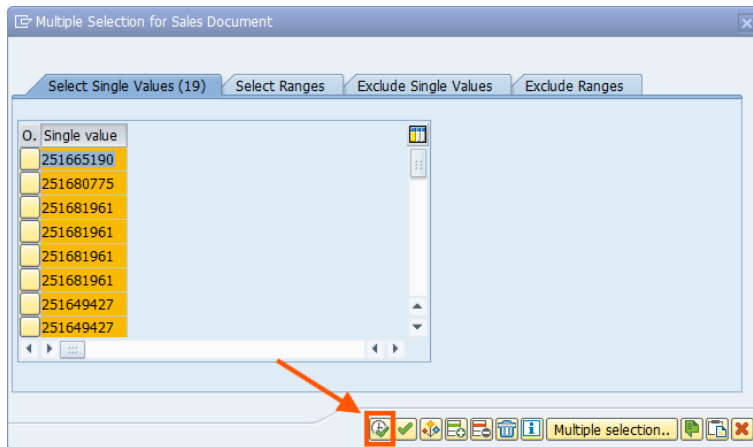 Multiple Selection for Sales Document
Select Single Values (19) Select Ranges Exclude Single Values Exclude Ranges
O. Single value
251665190
251680775
251681961
251681961
251681961
251681961
251649427
251649427
Multiple selection..